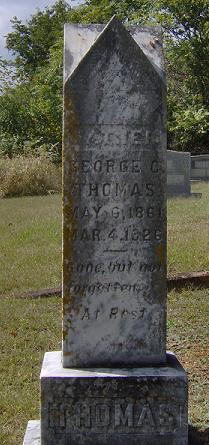 GEORGE C.
THOMAS
MAY 6, 1861
MAR. 4, 1926
Gone, but not
forgotten.
At Rest
THOMAS